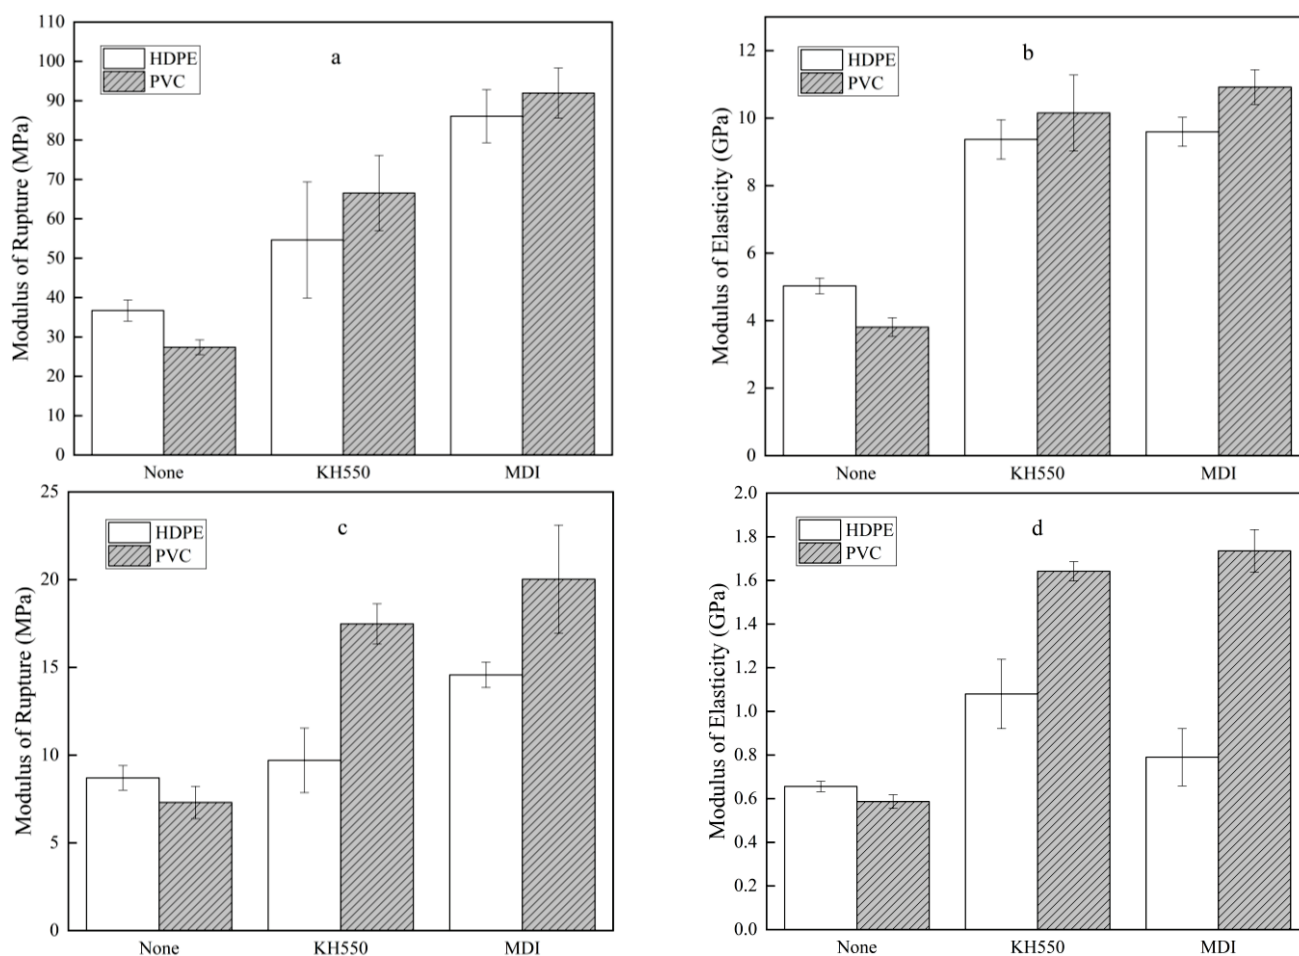 a
HDPE
PVC
Modulus of Rupture (MPa)
110
100
90
80
70
60
50
40
30
20
10
0
None KH550 MDI
b
HDPE
PVC
Modulus of Elasticity (GPa)
12
10
8
6
4
2
0
None KH550 MDI
c
HDPE
PVC
Modulus of Rupture (MPa)
25
20
15
10
5
0
None KH550 MDI
d
HDPE
PVC
Modulus of Elasticity (GPa)
2.0
1.8
1.6
1.4
1.2
1.0
0.8
0.6
0.4
0.2
0.0
None KH550 MDI